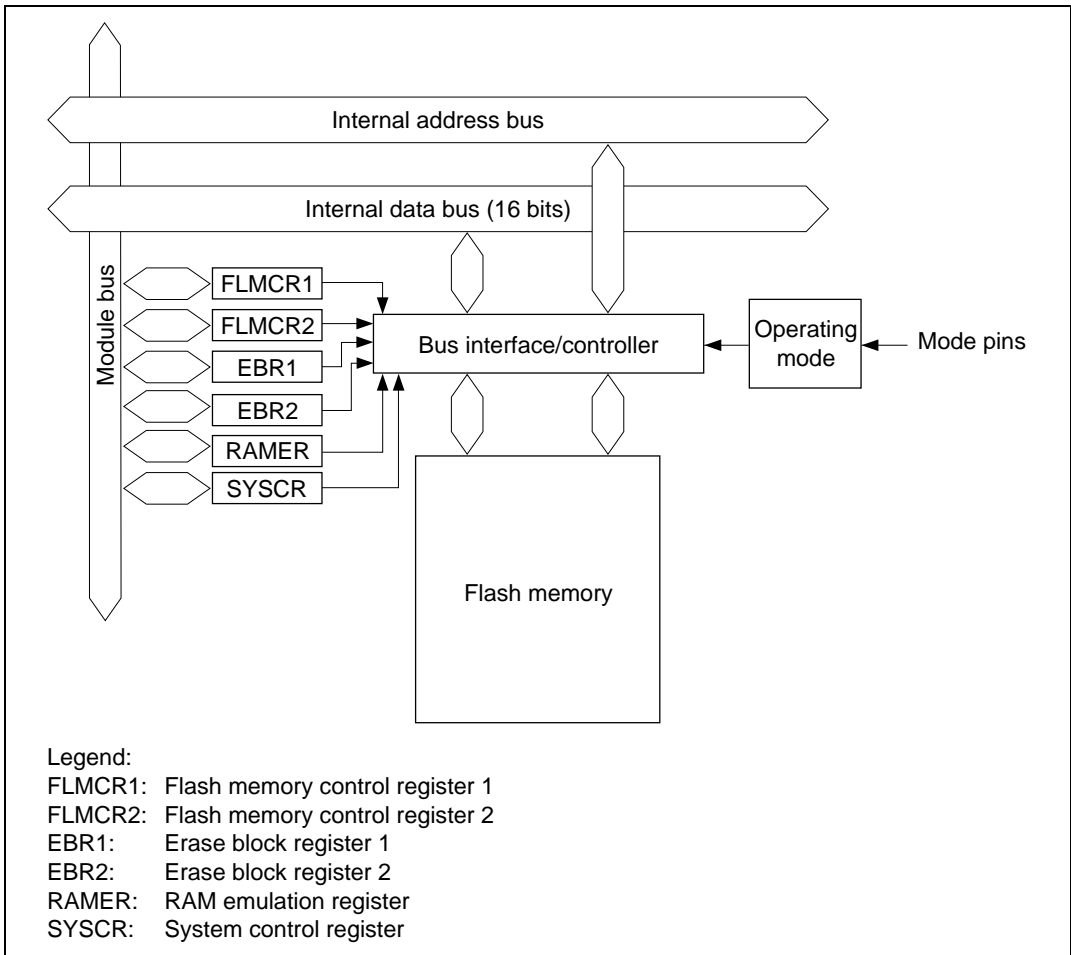 Internal address bus
Internal data bus (16 bits)
Module bus
FLMCR1
FLMCR2
EBR1
EBR2
RAMER
SYSCR
Bus interface/controller
Operating
mode
Mode pins
Flash memory
Legend:
FLMCR1: Flash memory control register 1
FLMCR2: Flash memory control register 2
EBR1: Erase block register 1
EBR2: Erase block register 2
RAMER: RAM emulation register
SYSCR: System control register